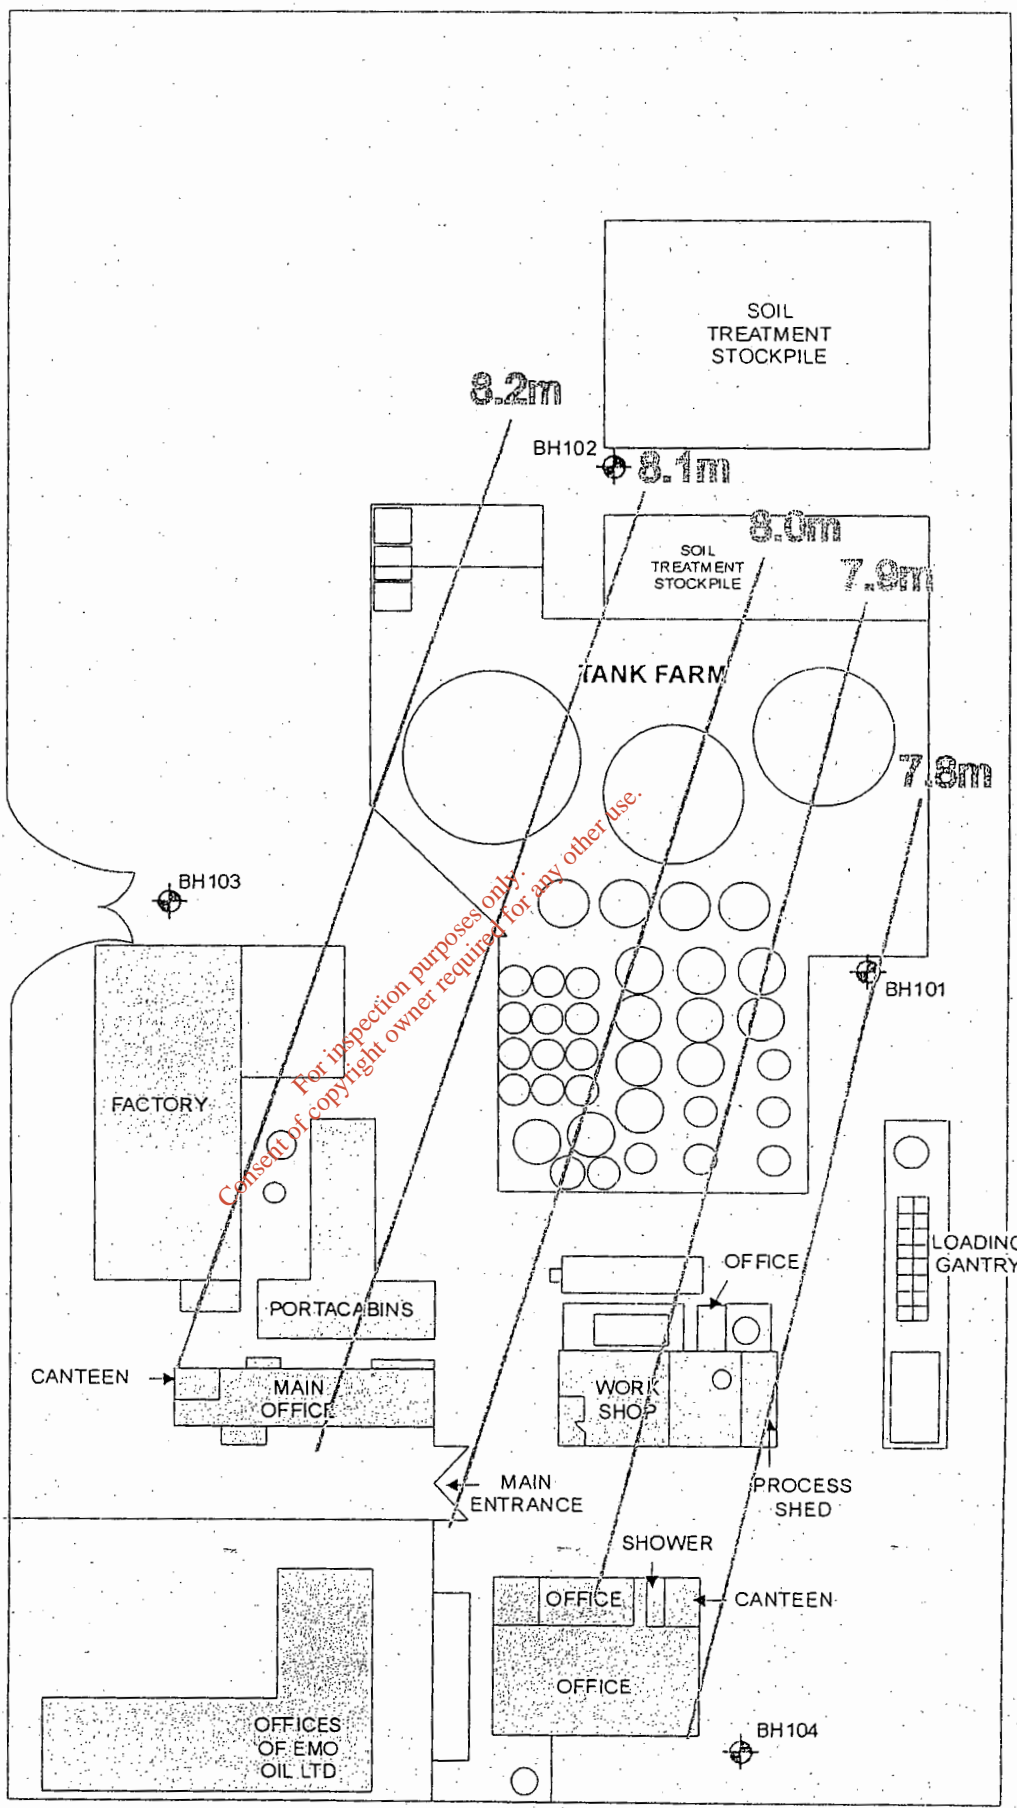 SOIL
TREATMENT
STOCKPILE
8.2m
BH102
8.1m
8.0m
SOIL
TREATMENT
STOCKPILE
7.9m
TANK FARM
7.8m
BH103
BH101
For inspection purposes only.
Consent of copyright owner required for any other use.
FACTORY
LOADING
GANTRY
OFFICE
PORTACABINS
CANTEEN
MAIN
OFFICE
WORK
SHOP
MAIN
ENTRANCE
PROCESS
SHED
SHOWER
OFFICE
CANTEEN
OFFICE
OFFICES
OF EMO
OIL LTD
BH104